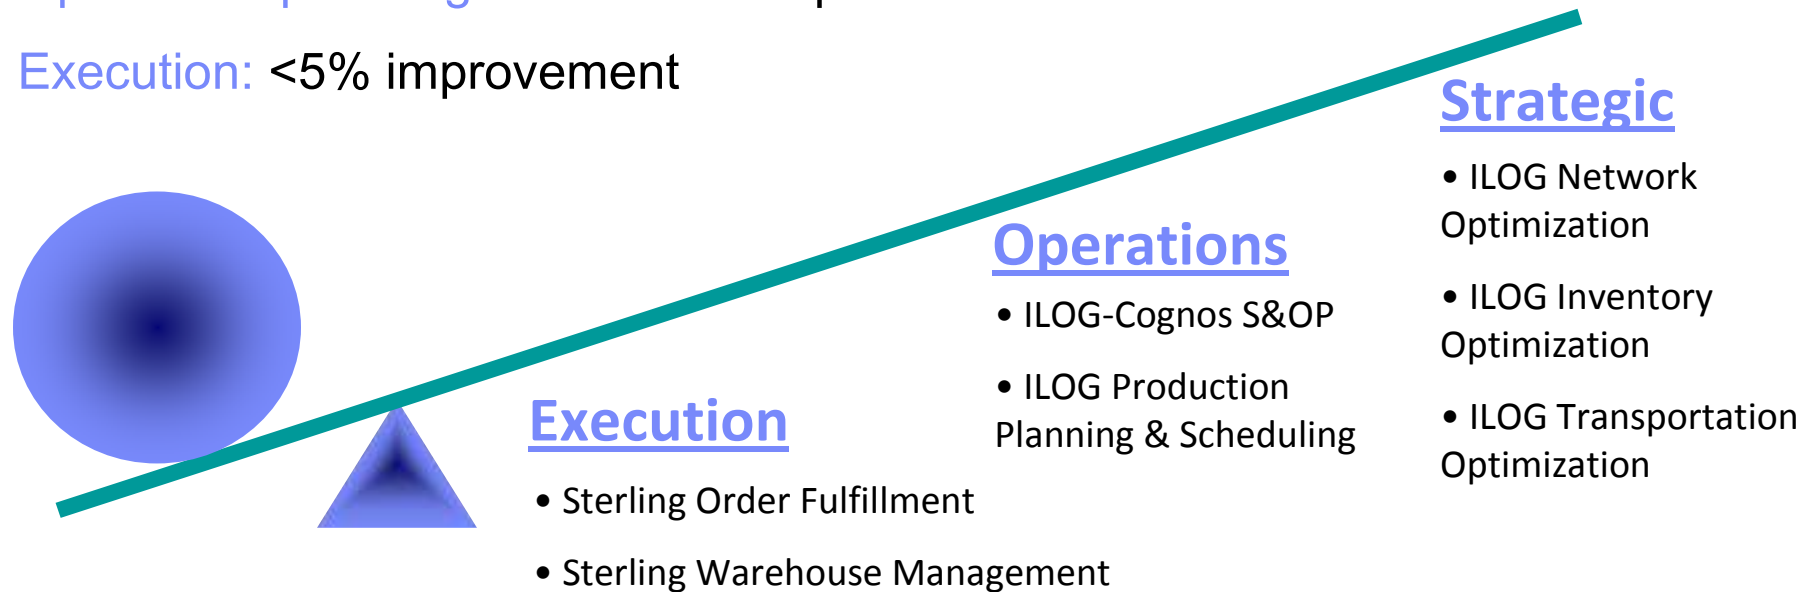 Execution: <5% improvement
Strategic
• ILOG Network
Optimization
• ILOG Inventory
Optimization
• ILOG Transportation
Optimization
Operations
• ILOG-Cognos S&OP
• ILOG Production
Planning & Scheduling
Execution
• Sterling Order Fulfillment
• Sterling Warehouse Management